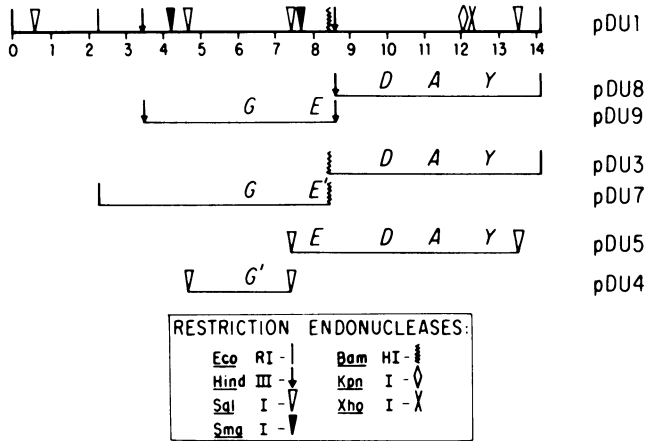 pDU1
0 1 2 3 4 5 6 7 8 9 10 11 12 13 14
D A Y pDU8
G E pDU9
D A Y pDU3
G E' pDU7
E D A Y pDU5
G' pDU4
RESTRICTION ENDONUCLEASES:
Eco RI - Bam HI -
Hind III - Kpn I -
Sal I - Xho I -
Sma I -